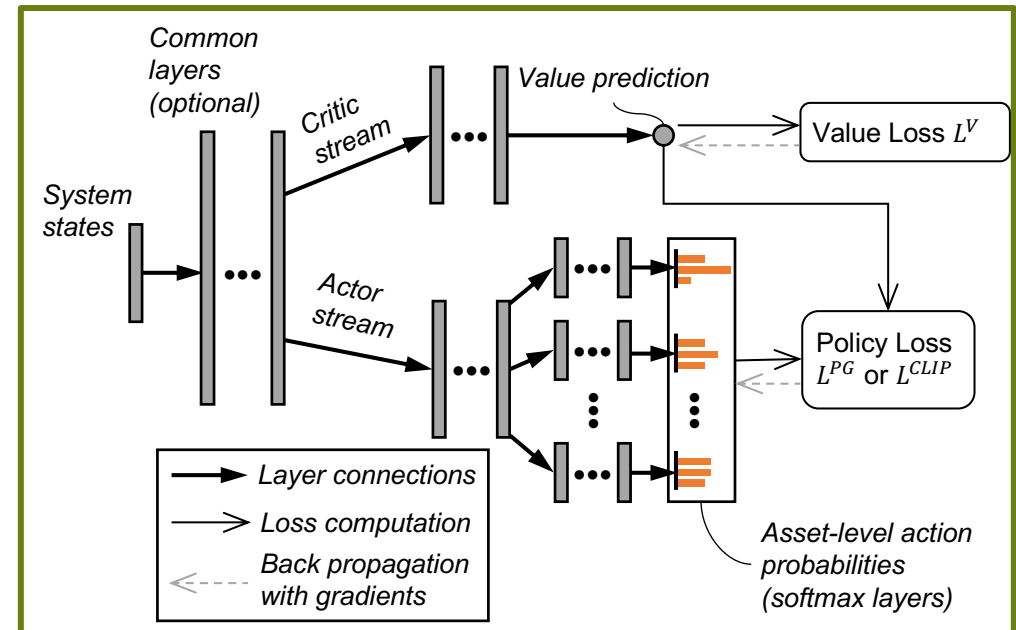 Common
layers
(optional)
Critic
stream
Value prediction
Value Loss L^V
System
states
Actor
stream
Policy Loss
L^PG or L^CLIP
Layer connections
Loss computation
Back propagation
with gradients
Asset-level action
probabilities
(softmax layers)